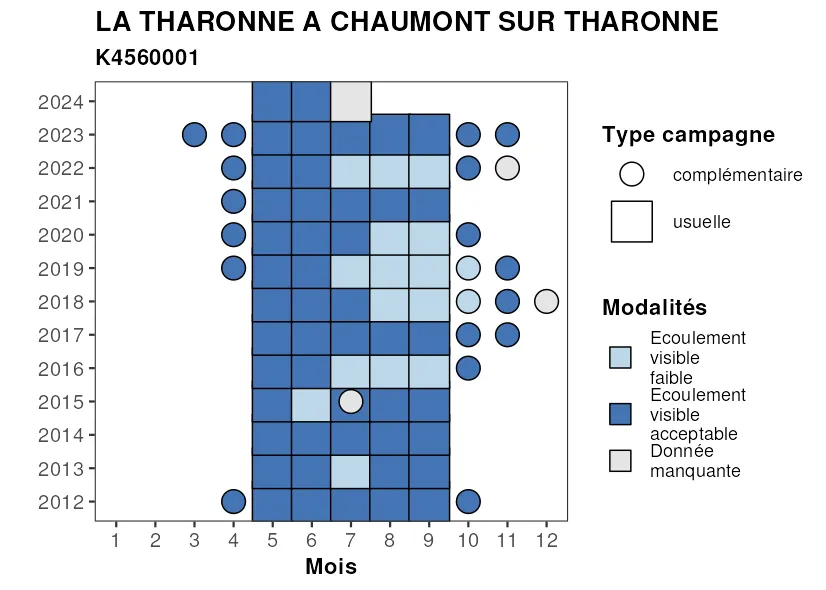 LA THARONNE A CHAUMONT SUR THARONNE
K4560001
2024
2023
2022
2021
2020
2019
2018
2017
2016
2015
2014
2013
2012
1 2 3 4 5 6 7 8 9 10 11 12
Mois
Type campagne
complémentaire
usuelle
Modalités
Ecoulement
visible
faible
Ecoulement
visible
acceptable
Donnée
manquante